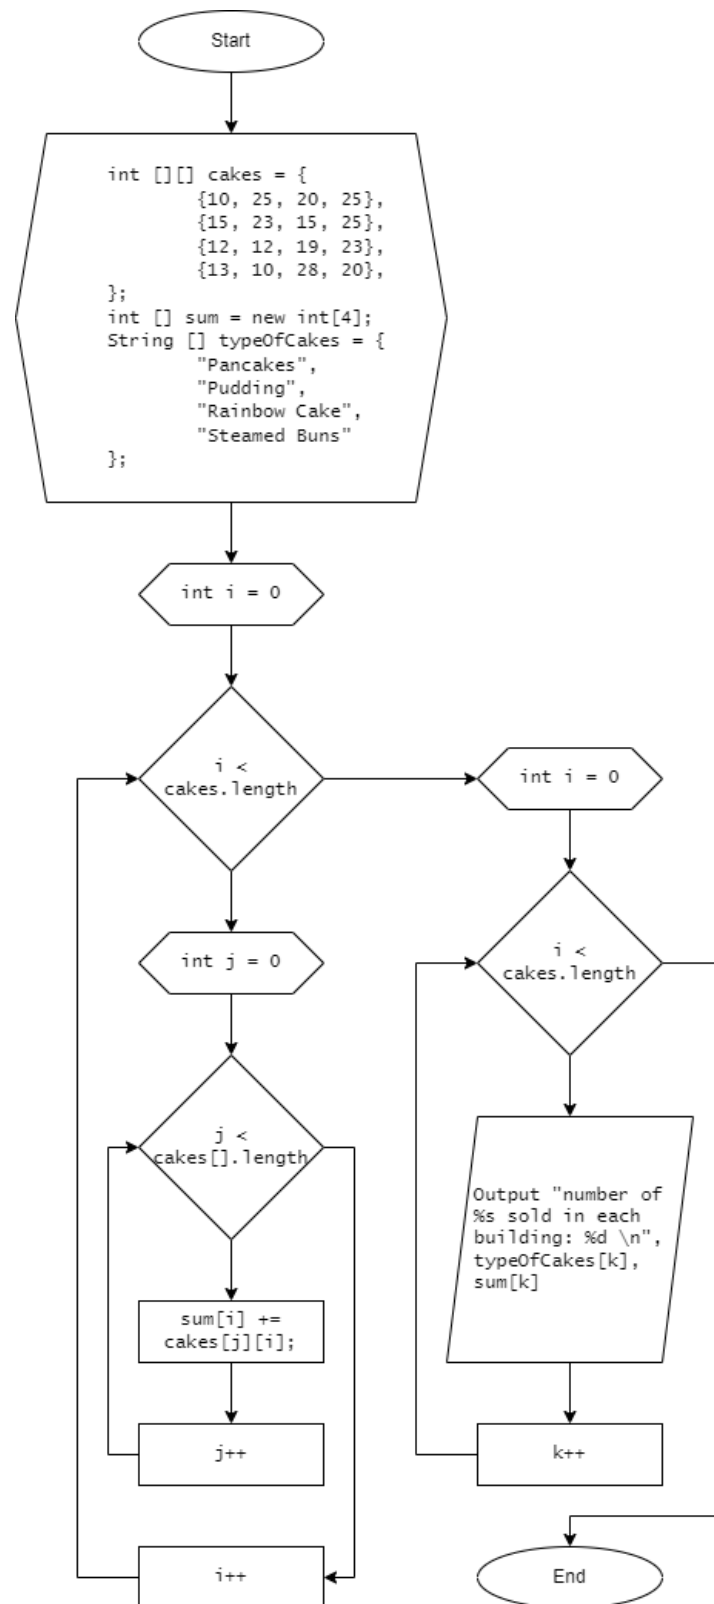 Start
int [][] cakes = {
{10, 25, 20, 25},
{15, 23, 15, 25},
{12, 12, 19, 23},
{13, 10, 28, 20},
};
int [] sum = new int[4];
String [] typeOfCakes = {
"Pancakes",
"Pudding",
"Rainbow Cake",
"Steamed Buns"
};
int i = 0
i <
cakes.length
int j = 0
j <
cakes[].length
sum[i] +=
cakes[j][i];
j++
i++
int i = 0
i <
cakes.length
Output "number of
%s sold in each
building: %d \n",
typeOfCakes[k],
sum[k]
k++
End